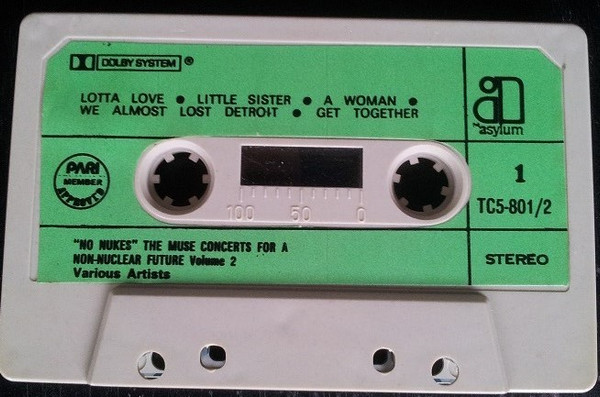 DOLBY SYSTEM ®
LOTTA LOVE ● LITTLE SISTER ● A WOMAN ●
WE ALMOST LOST DETROIT ● GET TOGETHER
asylum
PARI
MEMBER
APPROVED
100 50 0
1
TC5-801/2
"NO NUKES" THE MUSE CONCERTS FOR A
NON-NUCLEAR FUTURE Volume 2
Various Artists
STEREO